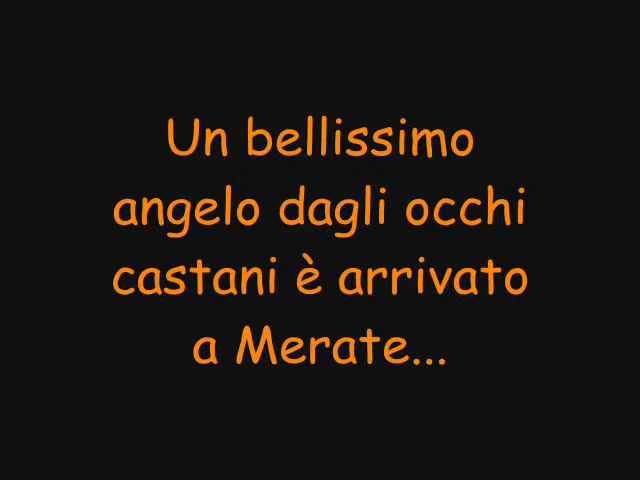 Un bellissimo
angelo dagli occhi
castani è arrivato
a Merate...